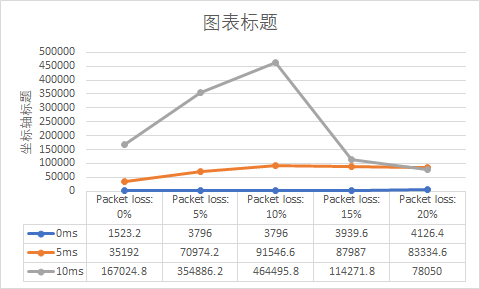 图表标题
坐标轴标题
500000
450000
400000
350000
300000
250000
200000
150000
100000
50000
0
Packet loss: 0% Packet loss: 5% Packet loss: 10% Packet loss: 15% Packet loss: 20%
0ms 1523.2 3796 3796 3939.6 4126.4
5ms 35192 70974.2 91546.6 87987 83334.6
10ms 167024.8 354886.2 464495.8 114271.8 78050